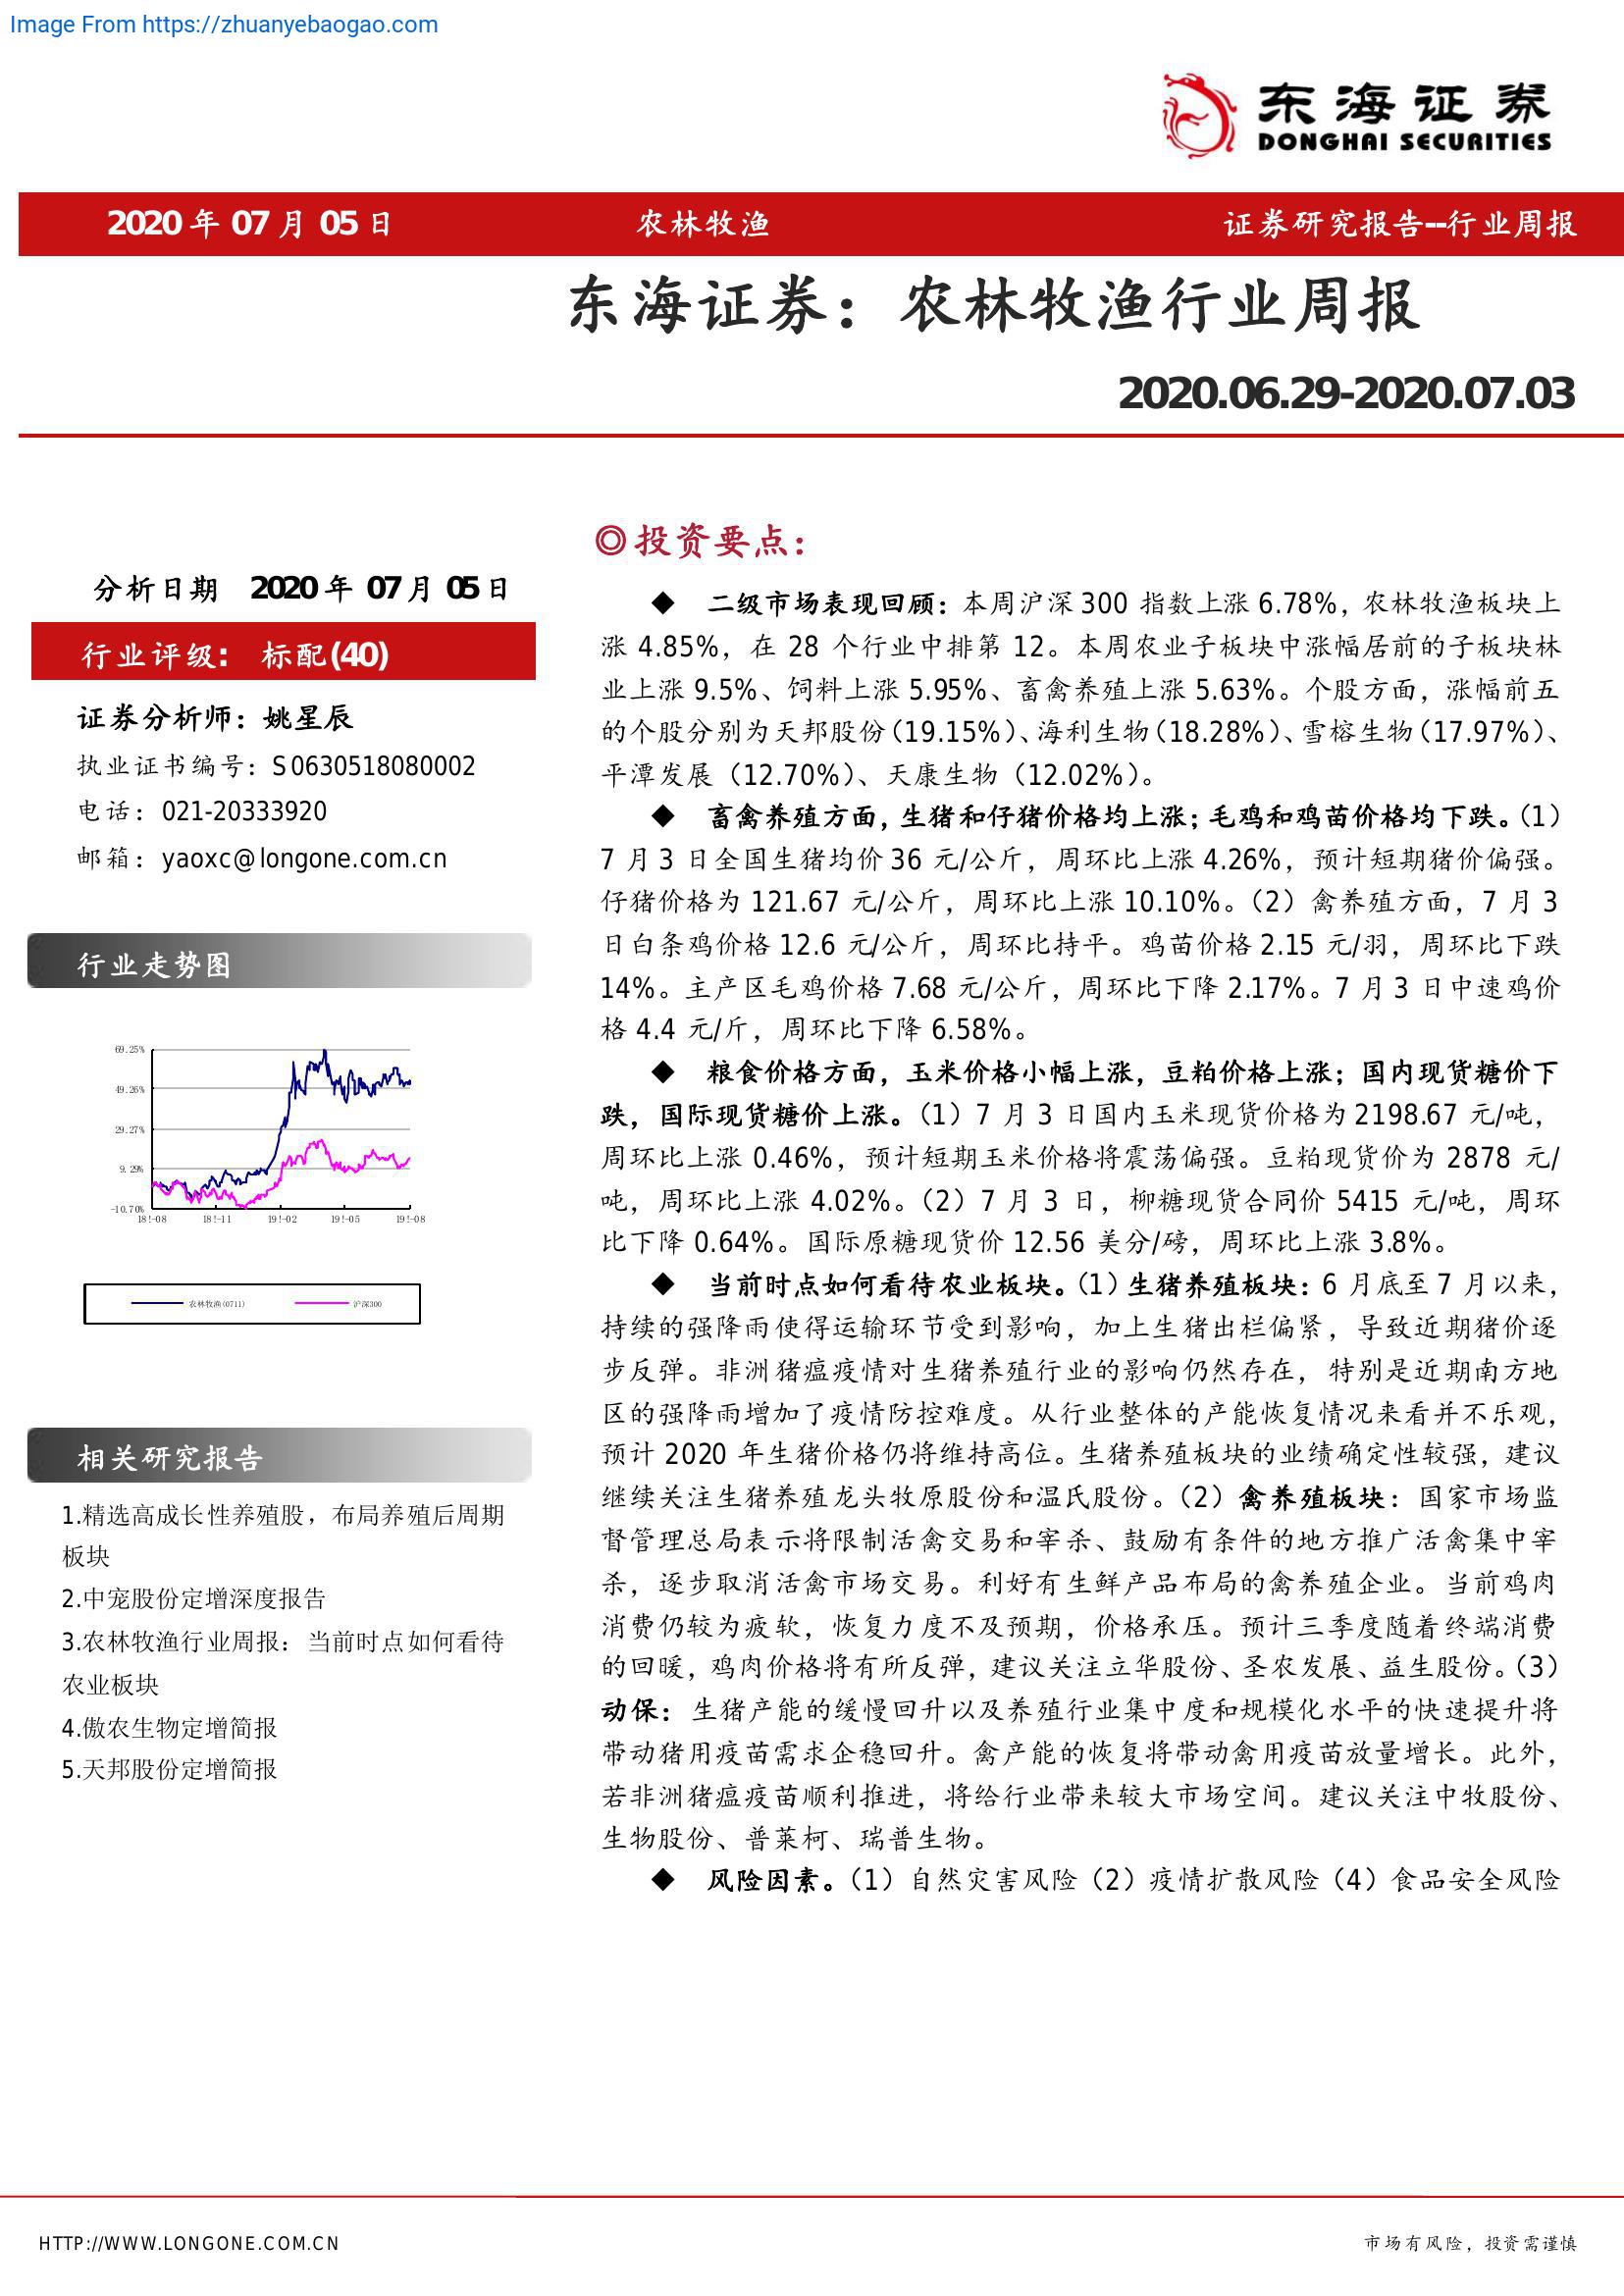 Image From https://zhuanyebaogao.com
东海证券
DONGHAI SECURITIES
2020 年 07 月 05 日 农林牧渔 证券研究报告--行业周报
东海证券：农林牧渔行业周报
2020.06.29-2020.07.03
分析日期 2020 年 07 月 05 日
行业评级: 标配(40)
证券分析师：姚星辰
执业证书编号：S0630518080002
电话：021-20333920
邮箱：yaoxc@longone.com.cn
行业走势图
69.25%
49.26%
29.27%
9.29%
-10.70%
18!-08 18!-11 19!-02 19!-05 19!-08
农林牧渔(0711) 沪深300
相关研究报告
1.精选高成长性养殖股，布局养殖后周期
板块
2.中宠股份定增深度报告
3.农林牧渔行业周报：当前时点如何看待
农业板块
4.傲农生物定增简报
5.天邦股份定增简报
◎投资要点：
◆ 二级市场表现回顾：本周沪深 300 指数上涨 6.78%，农林牧渔板块上
涨 4.85%，在 28 个行业中排第 12。本周农业子板块中涨幅居前的子板块林
业上涨 9.5%、饲料上涨 5.95%、畜禽养殖上涨 5.63%。个股方面，涨幅前五
的个股分别为天邦股份（19.15%）、海利生物（18.28%）、雪榕生物（17.97%）、
平潭发展（12.70%）、天康生物（12.02%）。
◆ 畜禽养殖方面，生猪和仔猪价格均上涨；毛鸡和鸡苗价格均下跌。（1）
7 月 3 日全国生猪均价 36 元/公斤，周环比上涨 4.26%，预计短期猪价偏强。
仔猪价格为 121.67 元/公斤，周环比上涨 10.10%。（2）禽养殖方面，7 月 3
日白条鸡价格 12.6 元/公斤，周环比持平。鸡苗价格 2.15 元/羽，周环比下跌
14%。主产区毛鸡价格 7.68 元/公斤，周环比下降 2.17%。7 月 3 日中速鸡价
格 4.4 元/斤，周环比下降 6.58%。
◆ 粮食价格方面，玉米价格小幅上涨，豆粕价格上涨；国内现货糖价下
跌，国际现货糖价上涨。（1）7 月 3 日国内玉米现货价格为 2198.67 元/吨，
周环比上涨 0.46%，预计短期玉米价格将震荡偏强。豆粕现货价为 2878 元/
吨，周环比上涨 4.02%。（2）7 月 3 日，柳糖现货合同价 5415 元/吨，周环
比下降 0.64%。国际原糖现货价 12.56 美分/磅，周环比上涨 3.8%。
◆ 当前时点如何看待农业板块。（1）生猪养殖板块：6 月底至 7 月以来，
持续的强降雨使得运输环节受到影响，加上生猪出栏偏紧，导致近期猪价逐
步反弹。非洲猪瘟疫情对生猪养殖行业的影响仍然存在，特别是近期南方地
区的强降雨增加了疫情防控难度。从行业整体的产能恢复情况来看并不乐观，
预计 2020 年生猪价格仍将维持高位。生猪养殖板块的业绩确定性较强，建议
继续关注生猪养殖龙头牧原股份和温氏股份。（2）禽养殖板块：国家市场监
督管理总局表示将限制活禽交易和宰杀、鼓励有条件的地方推广活禽集中宰
杀，逐步取消活禽市场交易。利好有生鲜产品布局的禽养殖企业。当前鸡肉
消费仍较为疲软，恢复力度不及预期，价格承压。预计三季度随着终端消费
的回暖，鸡肉价格将有所反弹，建议关注立华股份、圣农发展、益生股份。（3）
动保：生猪产能的缓慢回升以及养殖行业集中度和规模化水平的快速提升将
带动猪用疫苗需求企稳回升。禽产能的恢复将带动禽用疫苗放量增长。此外，
若非洲猪瘟疫苗顺利推进，将给行业带来较大市场空间。建议关注中牧股份、
生物股份、普莱柯、瑞普生物。
◆ 风险因素。（1）自然灾害风险（2）疫情扩散风险（4）食品安全风险
HTTP://WWW.LONGONE.COM.CN 市场有风险，投资需谨慎